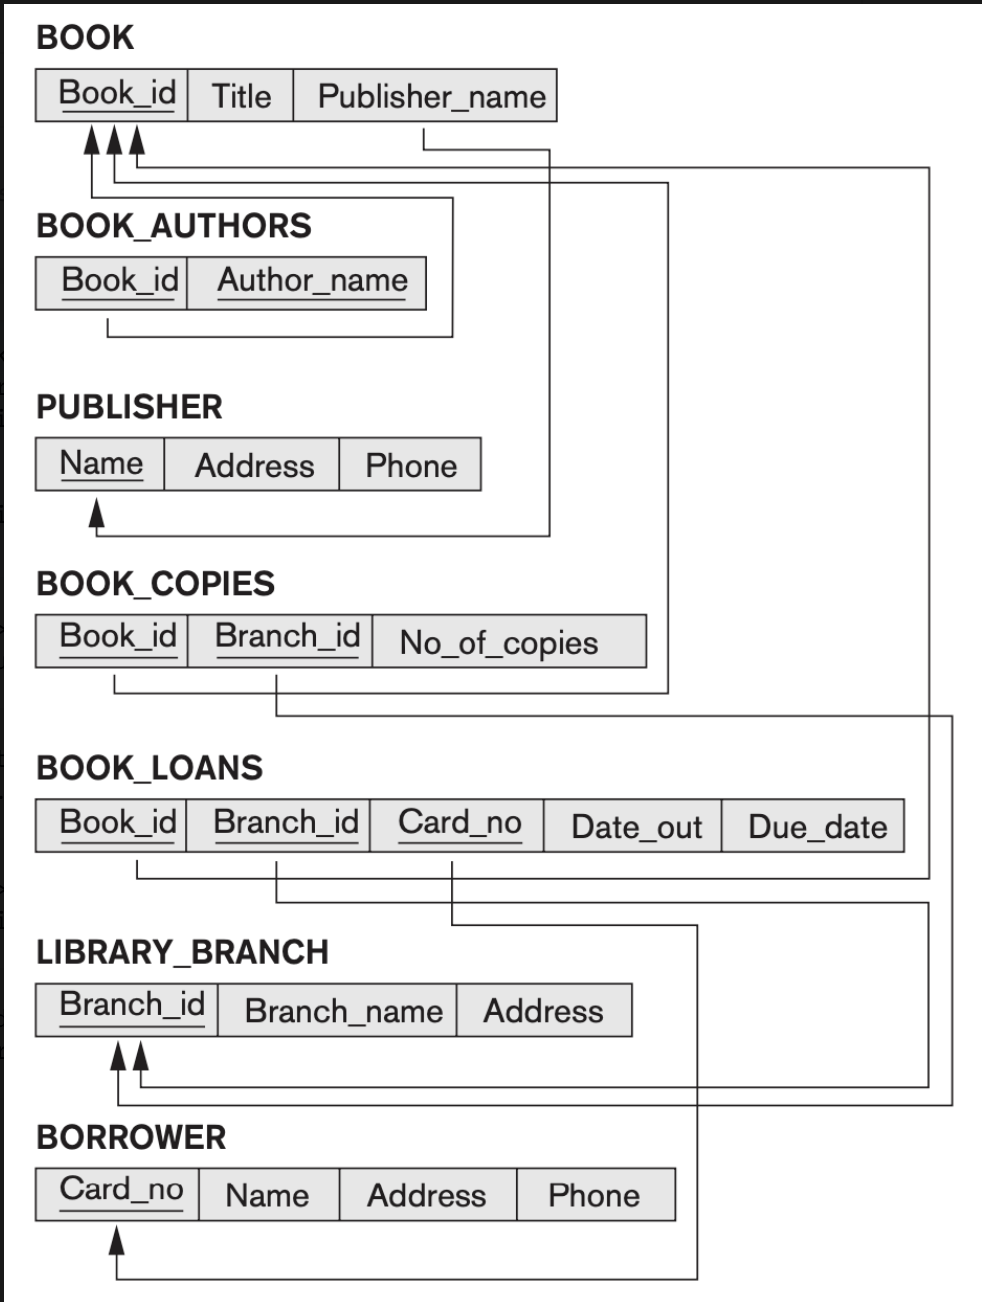 BOOK
Book_id Title Publisher_name
BOOK_AUTHORS
Book_id Author_name
PUBLISHER
Name Address Phone
BOOK_COPIES
Book_id Branch_id No_of_copies
BOOK_LOANS
Book_id Branch_id Card_no Date_out Due_date
LIBRARY_BRANCH
Branch_id Branch_name Address
BORROWER
Card_no Name Address Phone